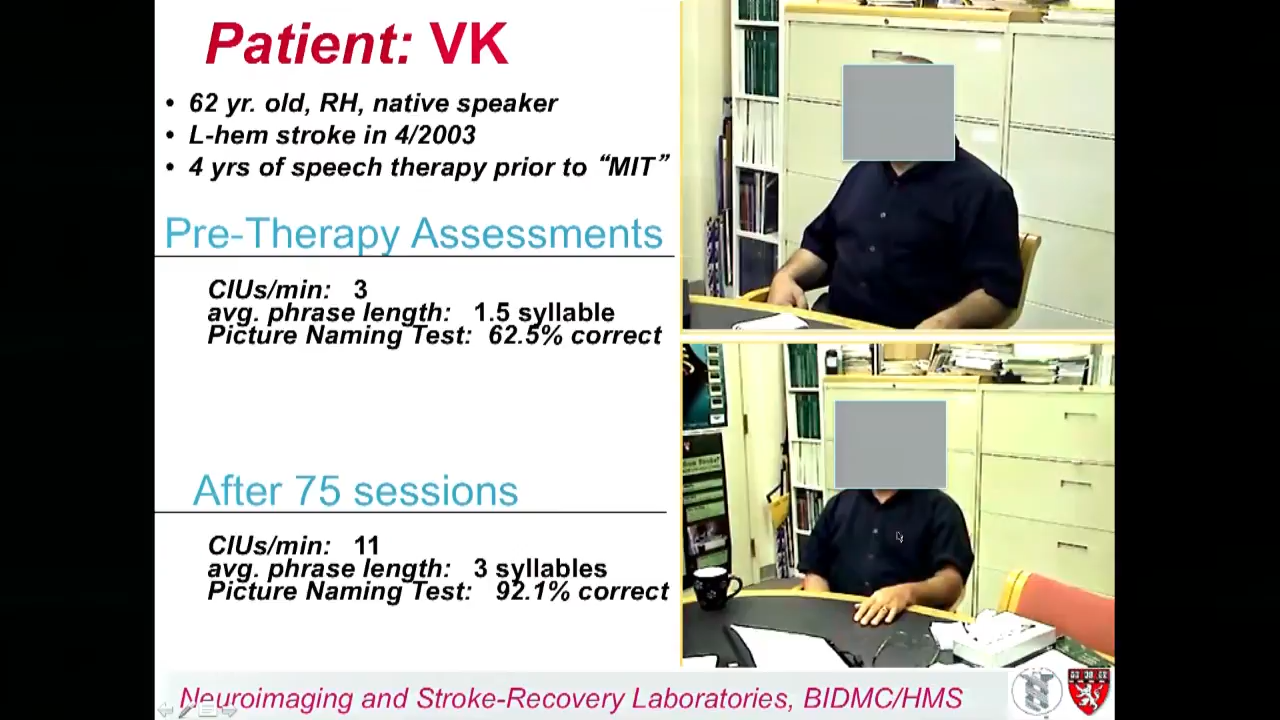 Patient: VK
• 62 yr. old, RH, native speaker
• L-hem stroke in 4/2003
• 4 yrs of speech therapy prior to “MIT”
Pre-Therapy Assessments
CIUs/min: 3
avg. phrase length: 1.5 syllable
Picture Naming Test: 62.5% correct
After 75 sessions
CIUs/min: 11
avg. phrase length: 3 syllables
Picture Naming Test: 92.1% correct
Neuroimaging and Stroke-Recovery Laboratories, BIDMC/HMS